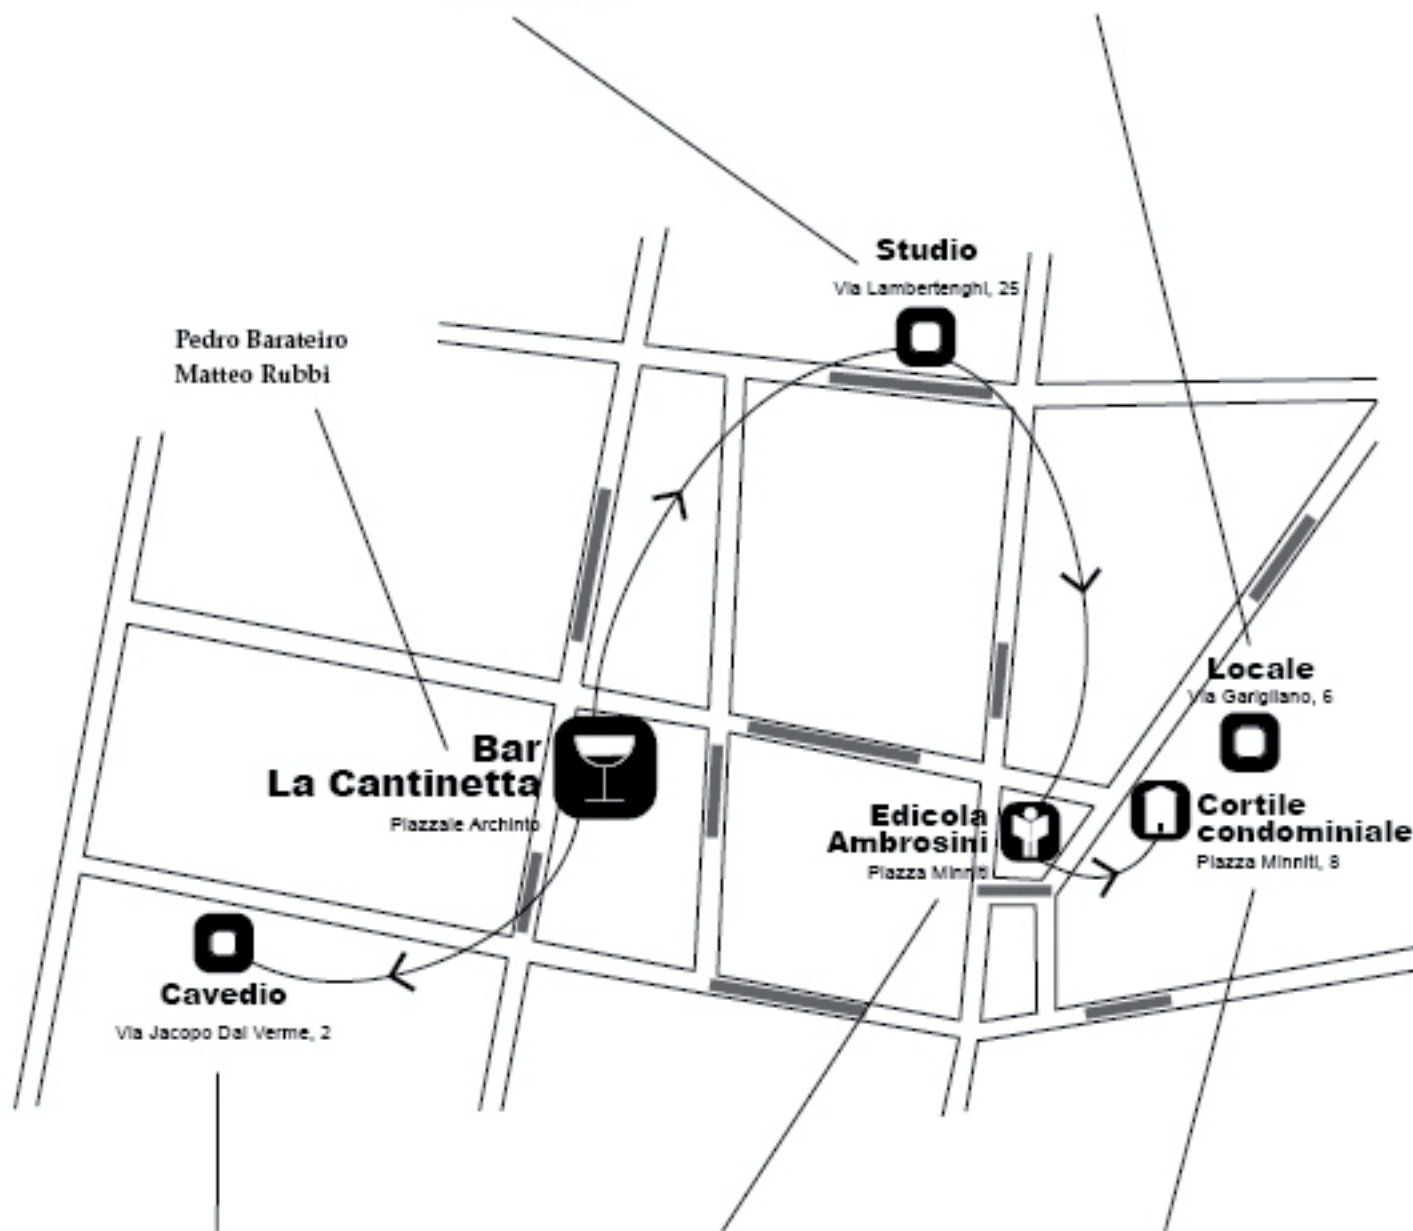 Studio
Via Lambertenghi, 25
Pedro Barateiro
Matteo Rubbi
Locale
Via Garigliano, 6
Bar
La Cantinetta
Piazzale Archinto
Edicola
Ambrosini
Piazza Minniti
Cortile
condominiale
Piazza Minniti, 8
Cavedio
Via Jacopo Dal Verme, 2